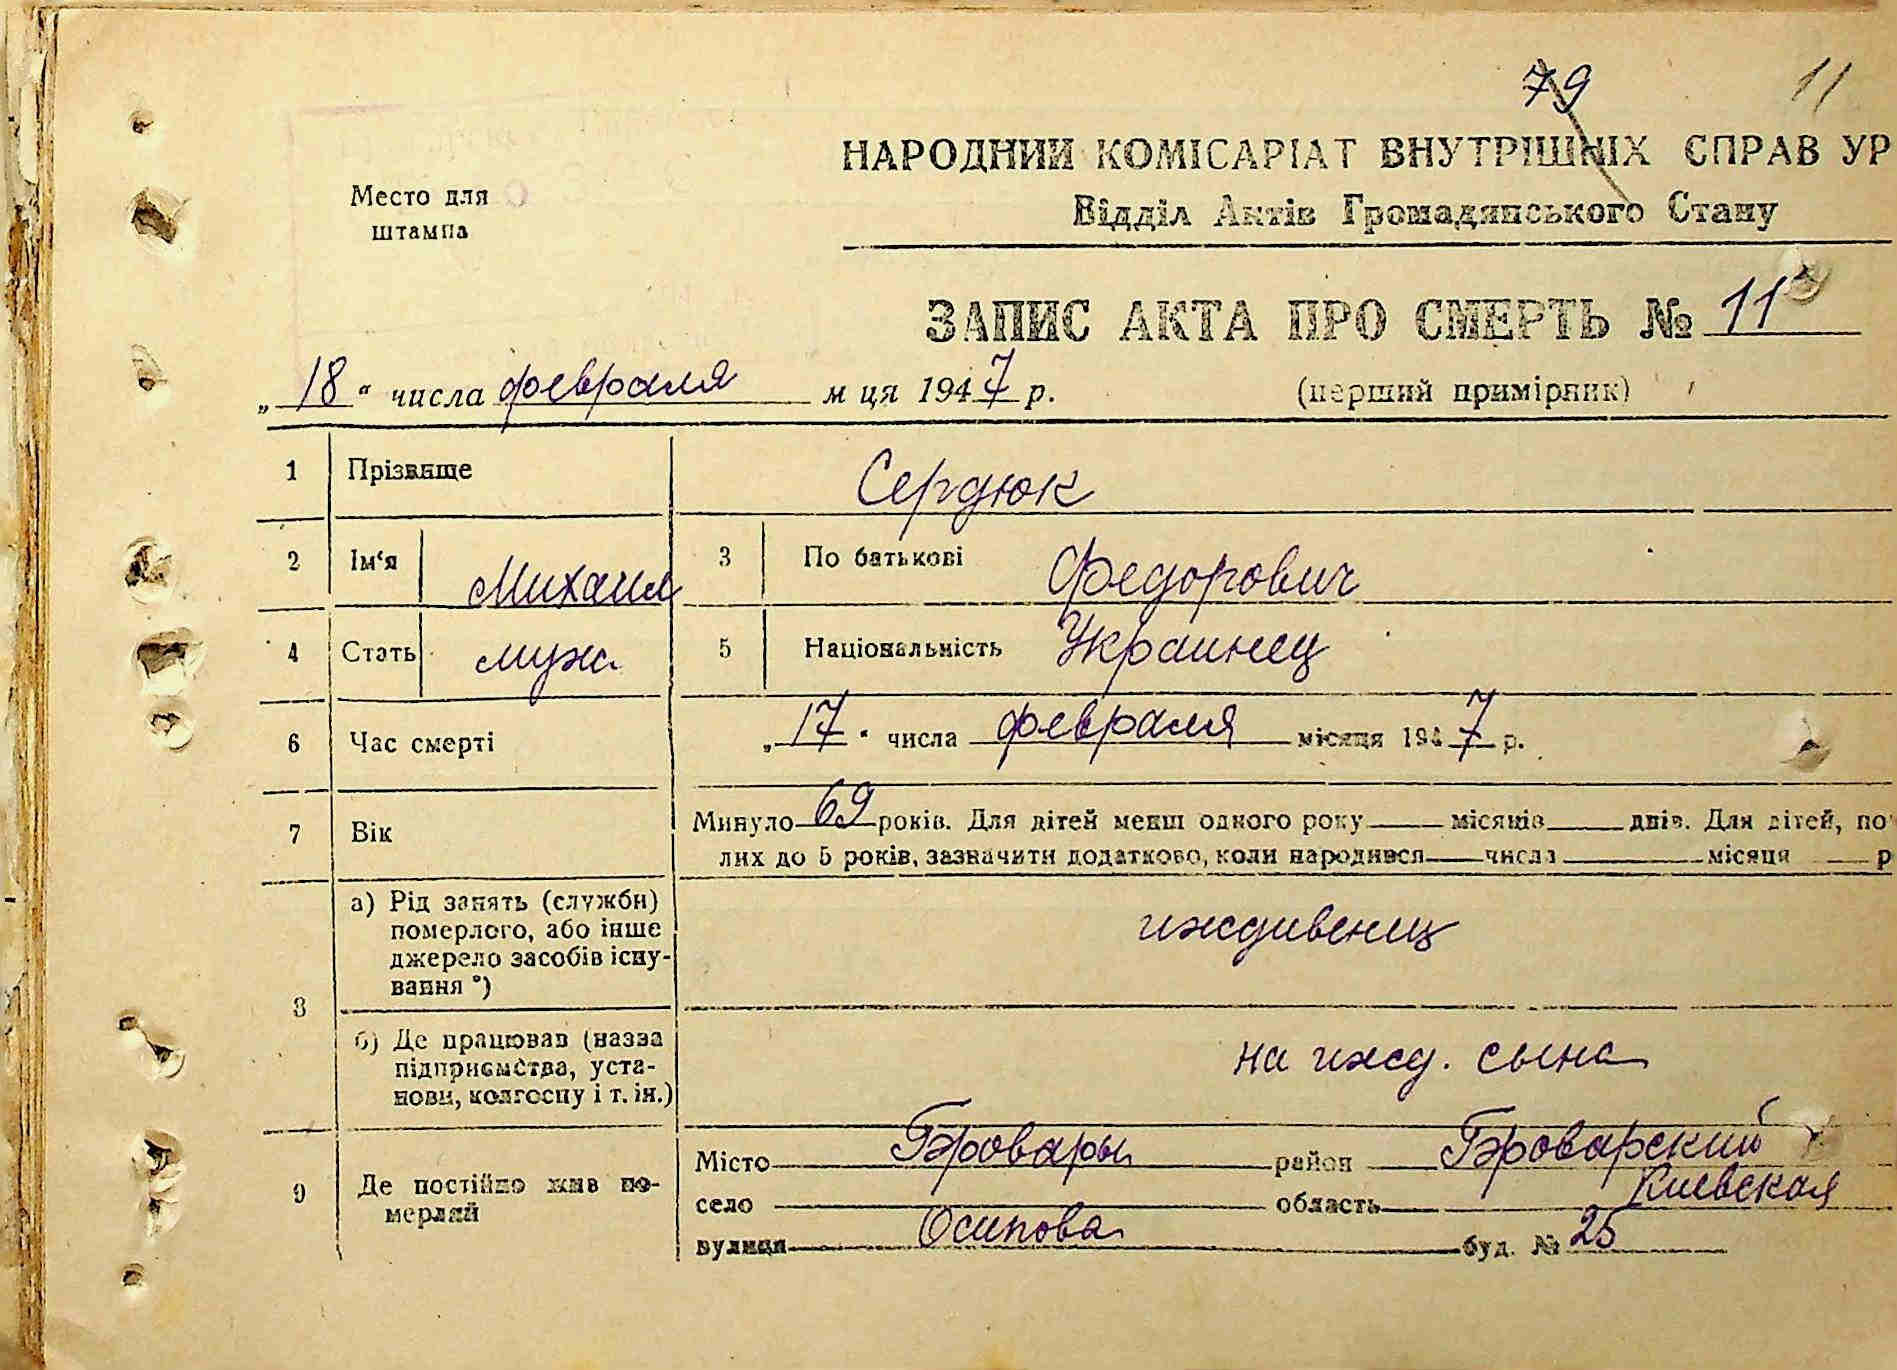 79 11
НАРОДНИЙ КОМІСАРІАТ ВНУТРІШНІХ СПРАВ УР
Место для
штампа
Відділ Актів Громадянського Стану
ЗАПИС АКТА ПРО СМЕРТЬ № 11
„ 18 “ числа февраля м ця 1947 р. (перший примірник)
1 Прізвище Сердюк
2 Ім‘я Михаил 3 По батькові Федорович
4 Стать муж. 5 Національність Украинец
6 Час смерті „ 17 “ числа февраля місяця 1947 р.
7 Вік Минуло 69 років. Для дітей менш одного року місяців днів. Для дітей, по
лих до 5 років, зазначити додатково, коли народився числа місяця р
8 а) Рід занять (служби)
померлого, або інше
джерело засобів існу-
вання *)
иждивенец
б) Де працював (назва
підприємства, уста-
нови, колгоспу і т. ін.)
на ижд. сына
9 Де постійно жив по-
мерлий
Місто Бровары район Броварский
село область Киевская
вулиця Осипова буд. № 25